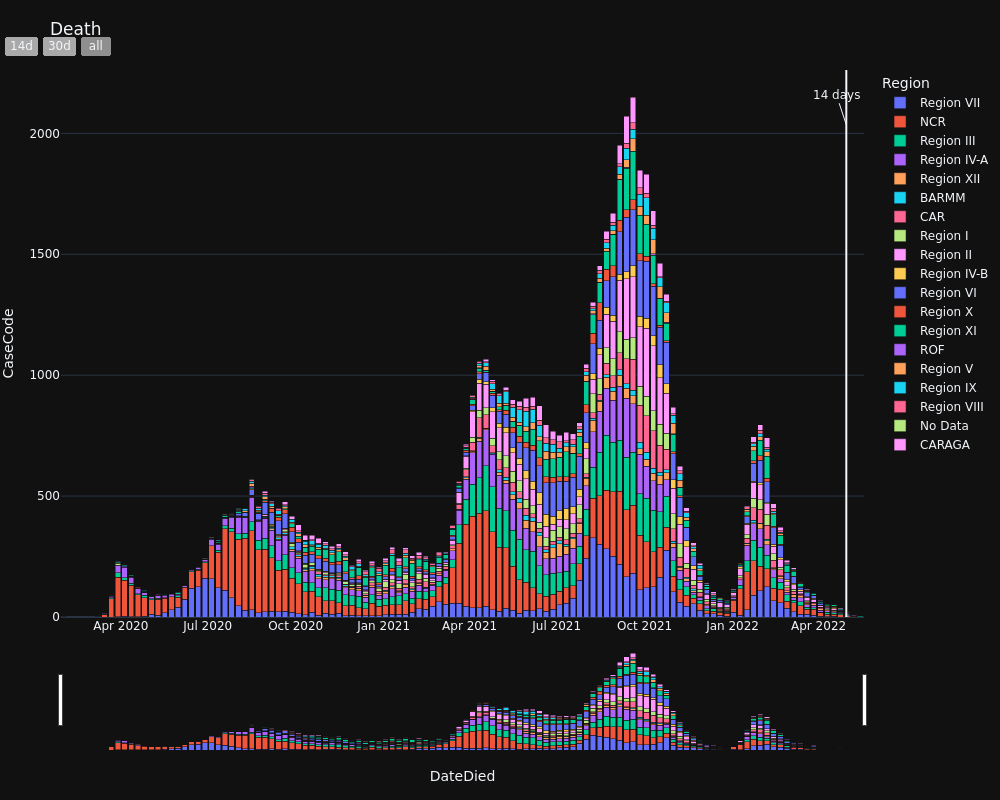 Death
14d 30d all
14 days
CaseCode
2000
1500
1000
500
0
Apr 2020 Jul 2020 Oct 2020 Jan 2021 Apr 2021 Jul 2021 Oct 2021 Jan 2022 Apr 2022
DateDied
Region
Region VII
NCR
Region III
Region IV-A
Region XII
BARMM
CAR
Region I
Region II
Region IV-B
Region VI
Region X
Region XI
ROF
Region V
Region IX
Region VIII
No Data
CARAGA